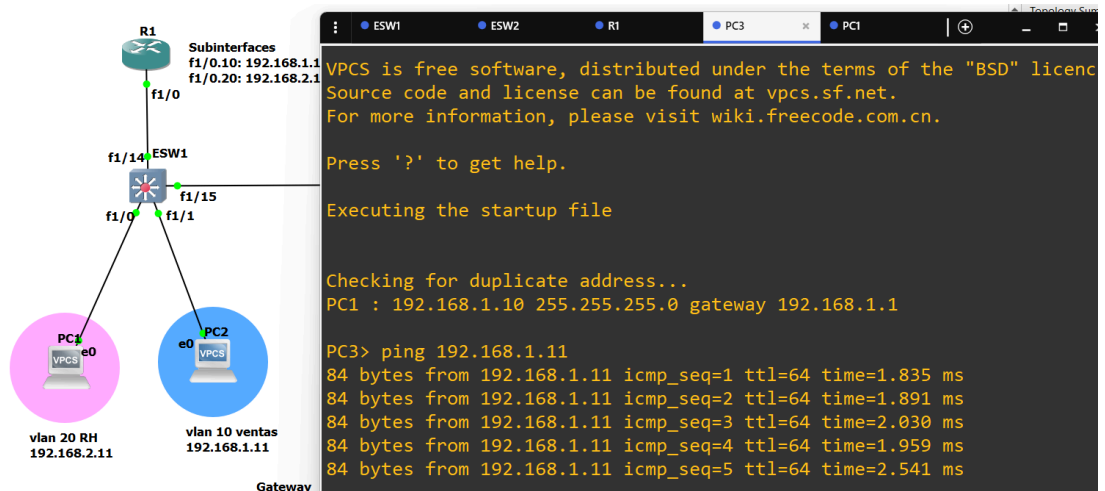 R1
Subinterfaces
f1/0.10: 192.168.1.1
f1/0.20: 192.168.2.1
f1/0
f1/14
ESW1
f1/15
f1/0
f1/1
PC1
e0
VPCS
PC2
e0
VPCS
vlan 20 RH
192.168.2.11
vlan 10 ventas
192.168.1.11
Gateway
ESW1
ESW2
R1
PC3
PC1
VPCS is free software, distributed under the terms of the "BSD" licenc
Source code and license can be found at vpcs.sf.net.
For more information, please visit wiki.freecode.com.cn.
Press '?' to get help.
Executing the startup file
Checking for duplicate address...
PC1 : 192.168.1.10 255.255.255.0 gateway 192.168.1.1
PC3> ping 192.168.1.11
84 bytes from 192.168.1.11 icmp_seq=1 ttl=64 time=1.835 ms
84 bytes from 192.168.1.11 icmp_seq=2 ttl=64 time=1.891 ms
84 bytes from 192.168.1.11 icmp_seq=3 ttl=64 time=2.030 ms
84 bytes from 192.168.1.11 icmp_seq=4 ttl=64 time=1.959 ms
84 bytes from 192.168.1.11 icmp_seq=5 ttl=64 time=2.541 ms